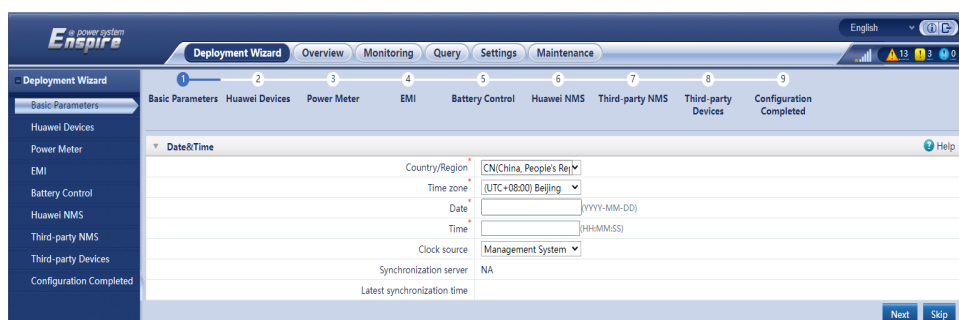 English
@ power system
Enspire
Deployment Wizard Overview Monitoring Query Settings Maintenance
13 3 0
Deployment Wizard
Basic Parameters
Huawei Devices
Power Meter
EMI
Battery Control
Huawei NMS
Third-party NMS
Third-party Devices
Configuration Completed
1 2 3 4 5 6 7 8 9
Basic Parameters Huawei Devices Power Meter EMI Battery Control Huawei NMS Third-party NMS Third-party Configuration
Devices Completed
Date&Time Help
Country/Region * CN(China, People's Rep
Time zone * (UTC+08:00) Beijing
Date * (YYYY-MM-DD)
Time * (HH:MM:SS)
Clock source Management System
Synchronization server NA
Latest synchronization time
Next Skip